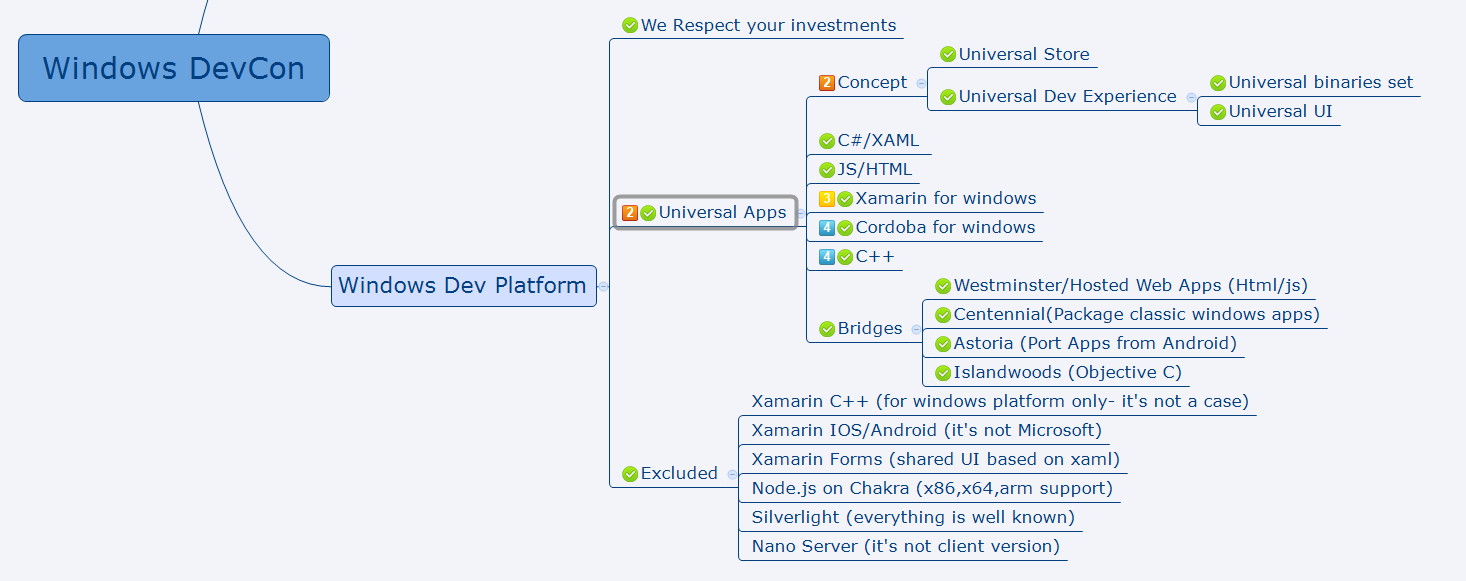 Windows DevCon
Windows Dev Platform
We Respect your investments
2 Universal Apps
2 Concept
Universal Store
Universal Dev Experience
Universal binaries set
Universal UI
C#/XAML
JS/HTML
3 Xamarin for windows
4 Cordoba for windows
4 C++
Bridges
Westminster/Hosted Web Apps (Html/js)
Centennial(Package classic windows apps)
Astoria (Port Apps from Android)
Islandwoods (Objective C)
Excluded
Xamarin C++ (for windows platform only- it's not a case)
Xamarin IOS/Android (it's not Microsoft)
Xamarin Forms (shared UI based on xaml)
Node.js on Chakra (x86,x64,arm support)
Silverlight (everything is well known)
Nano Server (it's not client version)